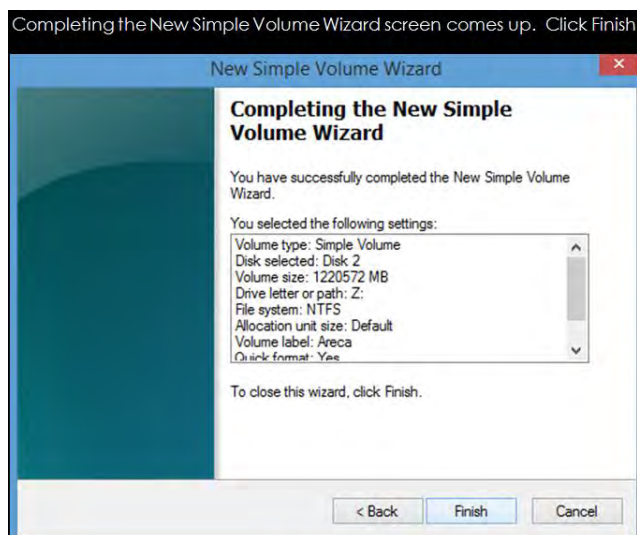 Completing the New Simple Volume Wizard screen comes up.  Click Finish
New Simple Volume Wizard
Completing the New Simple
Volume Wizard
You have successfully completed the New Simple Volume
Wizard.
You selected the following settings:
Volume type: Simple Volume
Disk selected: Disk 2
Volume size: 1220572 MB
Drive letter or path: Z:
File system: NTFS
Allocation unit size: Default
Volume label: Areca
Quick format: Yes
To close this wizard, click Finish.
< Back Finish Cancel